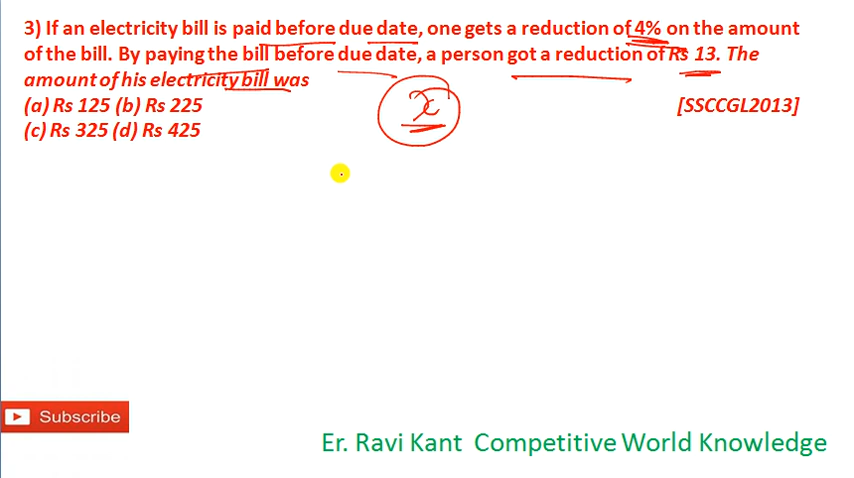 3) If an electricity bill is paid before due date, one gets a reduction of 4% on the amount
of the bill. By paying the bill before due date, a person got a reduction of Rs 13. The
amount of his electricity bill was
(a) Rs 125 (b) Rs 225
x
[SSCCGL2013]
(c) Rs 325 (d) Rs 425
Subscribe
Er. Ravi Kant Competitive World Knowledge